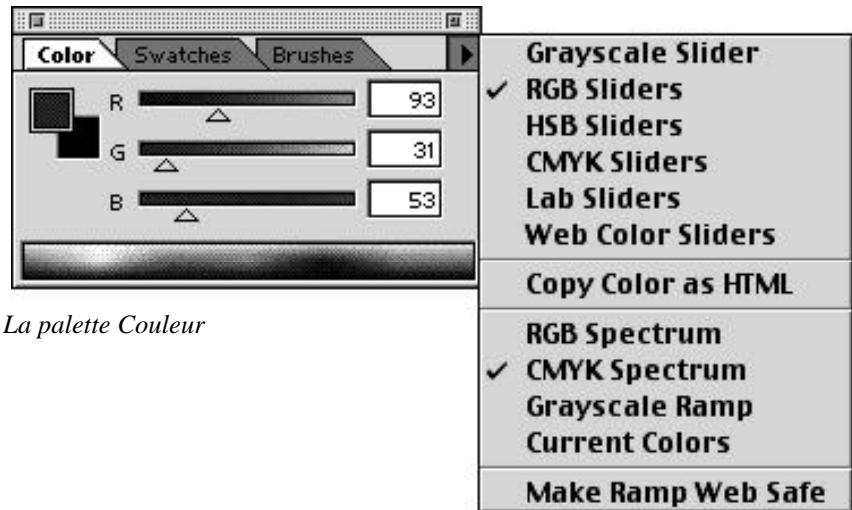 Color Swatches Brushes
R 93
G 31
B 53
La palette Couleur
Grayscale Slider
✓ RGB Sliders
HSB Sliders
CMYK Sliders
Lab Sliders
Web Color Sliders
Copy Color as HTML
RGB Spectrum
✓ CMYK Spectrum
Grayscale Ramp
Current Colors
Make Ramp Web Safe